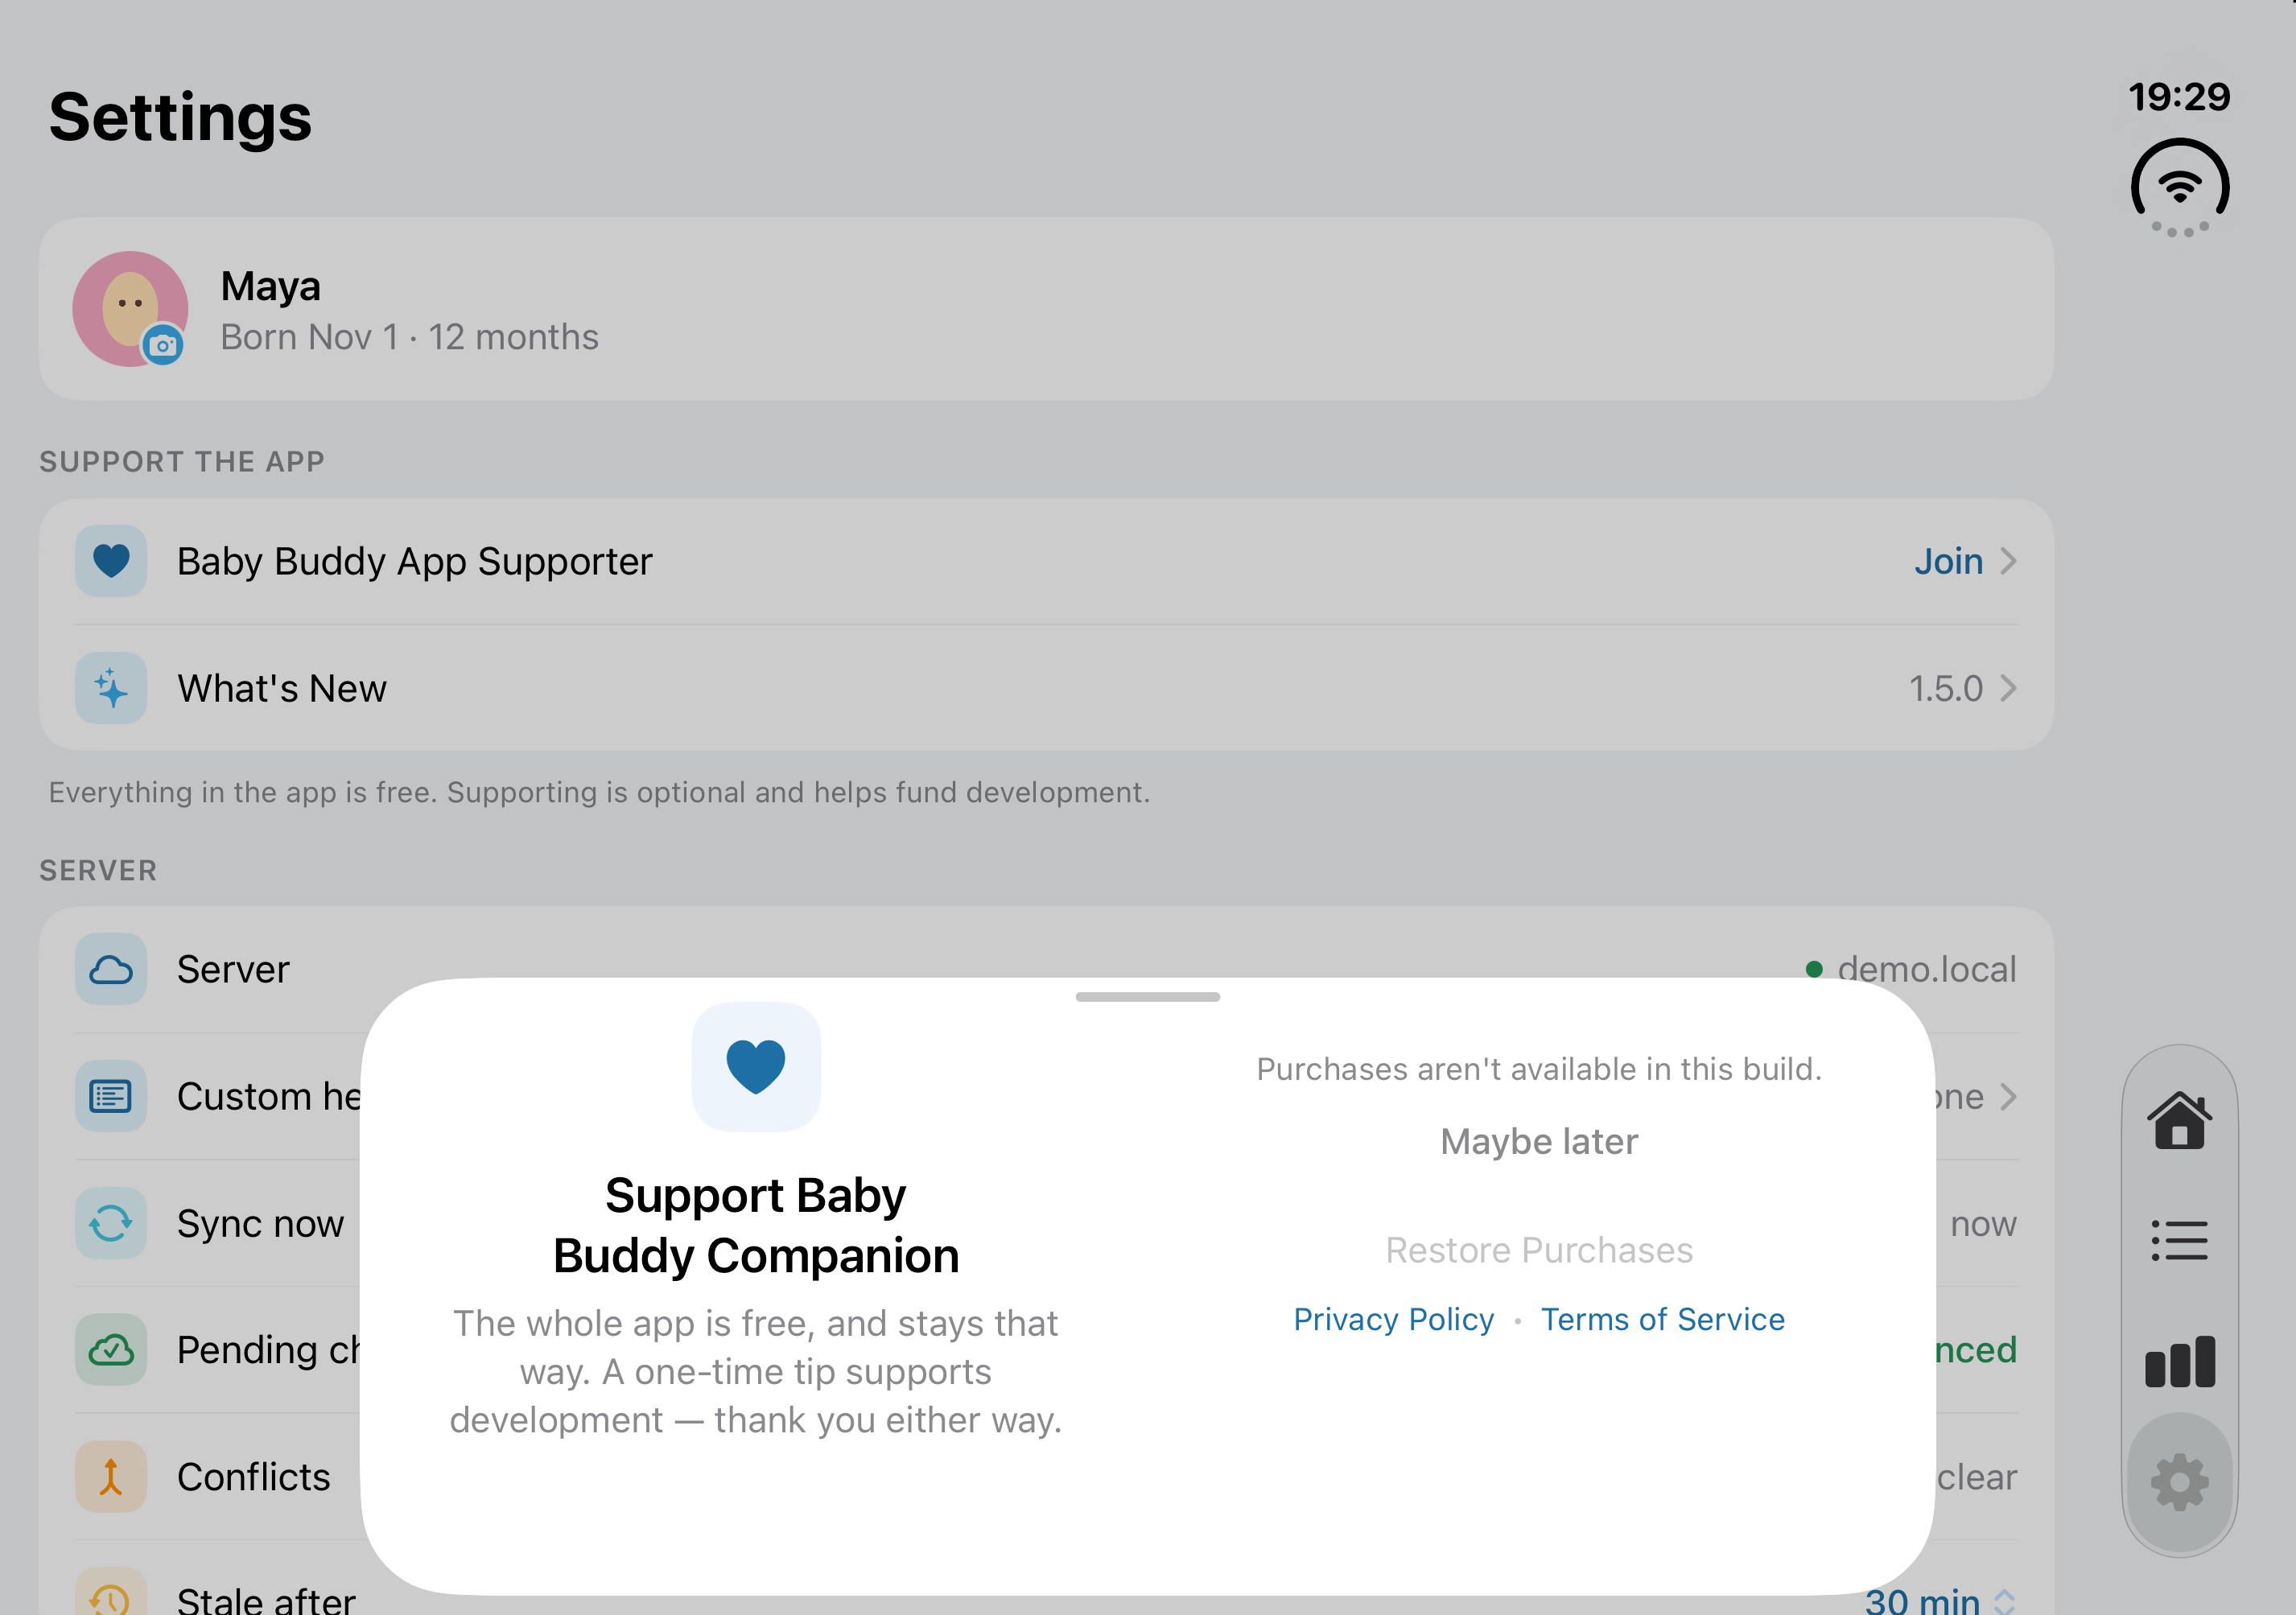 Settings
19:29
Maya
Born Nov 1 · 12 months
SUPPORT THE APP
Baby Buddy App Supporter
Join
What's New
1.5.0
Everything in the app is free. Supporting is optional and helps fund development.
SERVER
Server
demo.local
Custom he
one
Sync now
now
Pending ch
nced
Conflicts
clear
Stale after
30 min
Support Baby
Buddy Companion
The whole app is free, and stays that
way. A one-time tip supports
development — thank you either way.
Purchases aren't available in this build.
Maybe later
Restore Purchases
Privacy Policy • Terms of Service